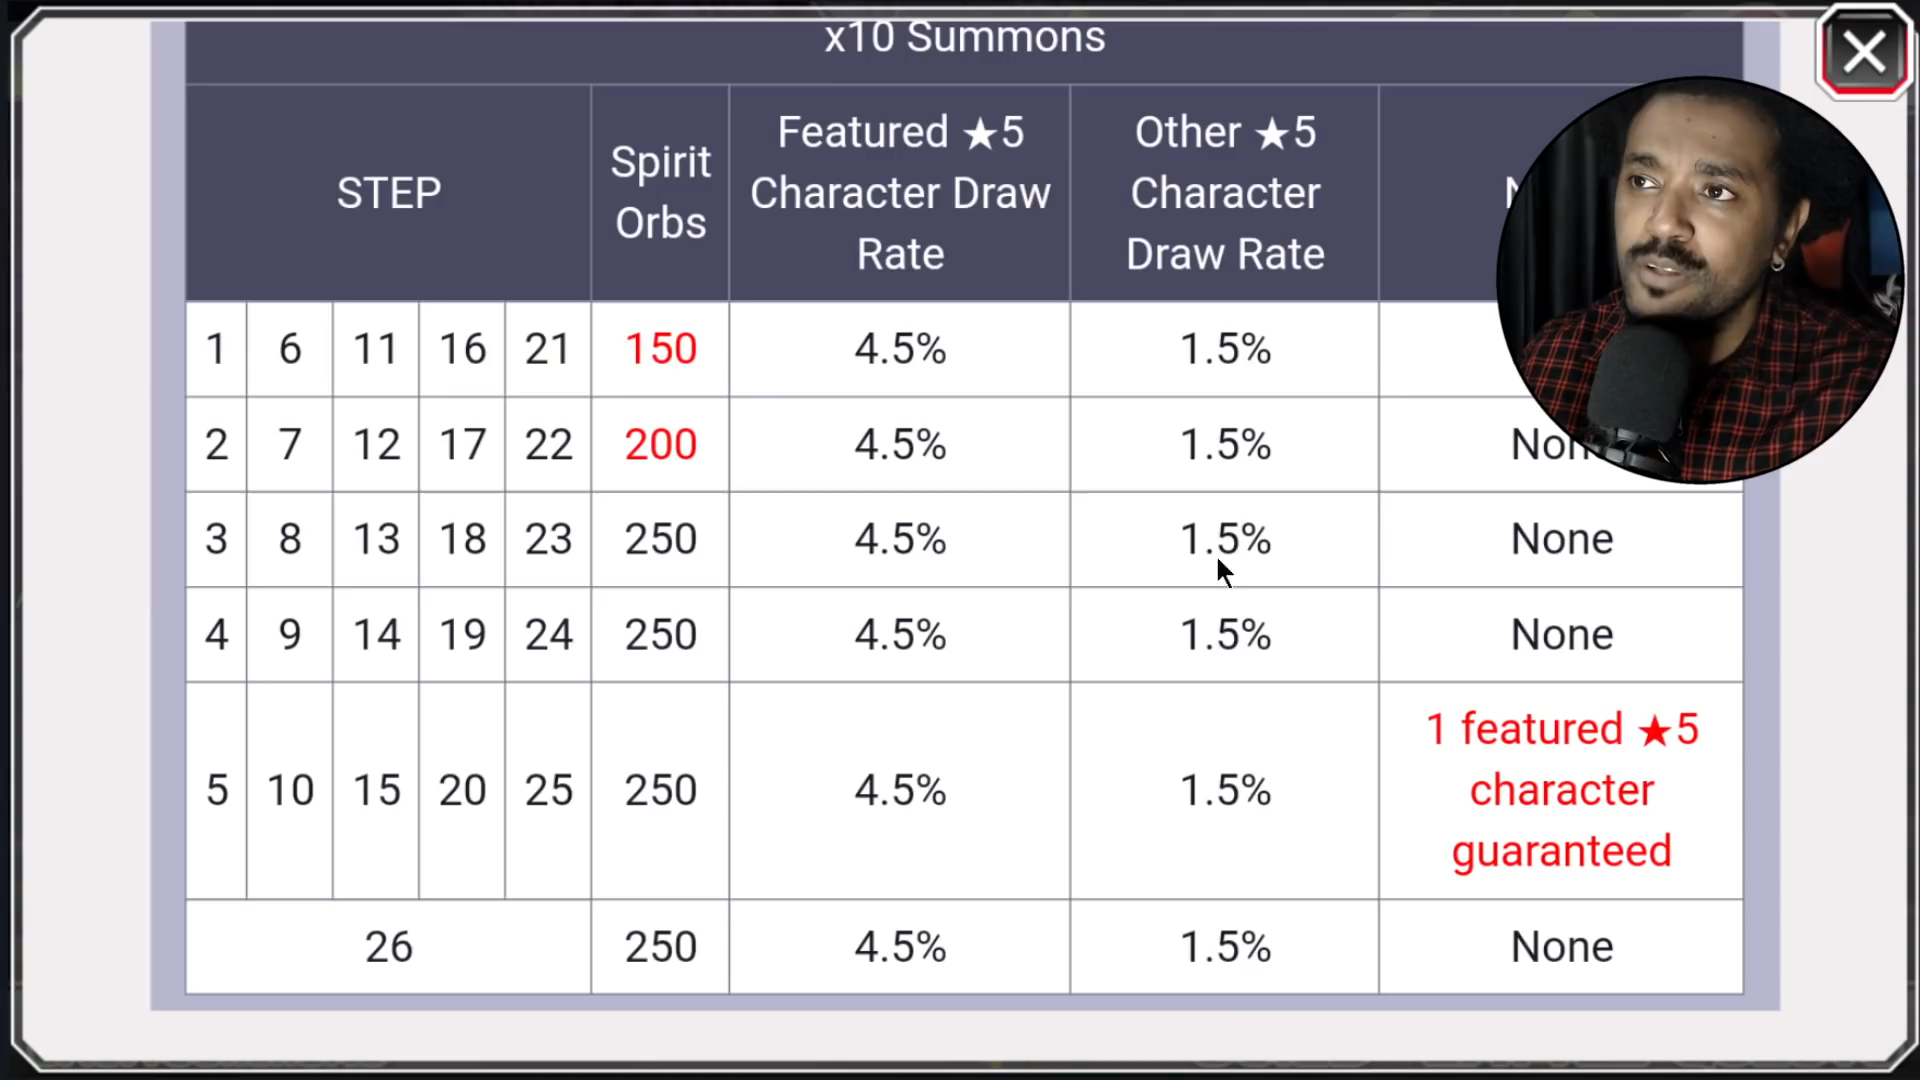 x10 Summons
STEP
Spirit
Orbs
Featured ★5
Character Draw
Rate
Other ★5
Character
Draw Rate
1 6 11 16 21 150 4.5% 1.5%
2 7 12 17 22 200 4.5% 1.5%
3 8 13 18 23 250 4.5% 1.5% None
4 9 14 19 24 250 4.5% 1.5% None
5 10 15 20 25 250 4.5% 1.5% 1 featured ★5
character
guaranteed
26 250 4.5% 1.5% None